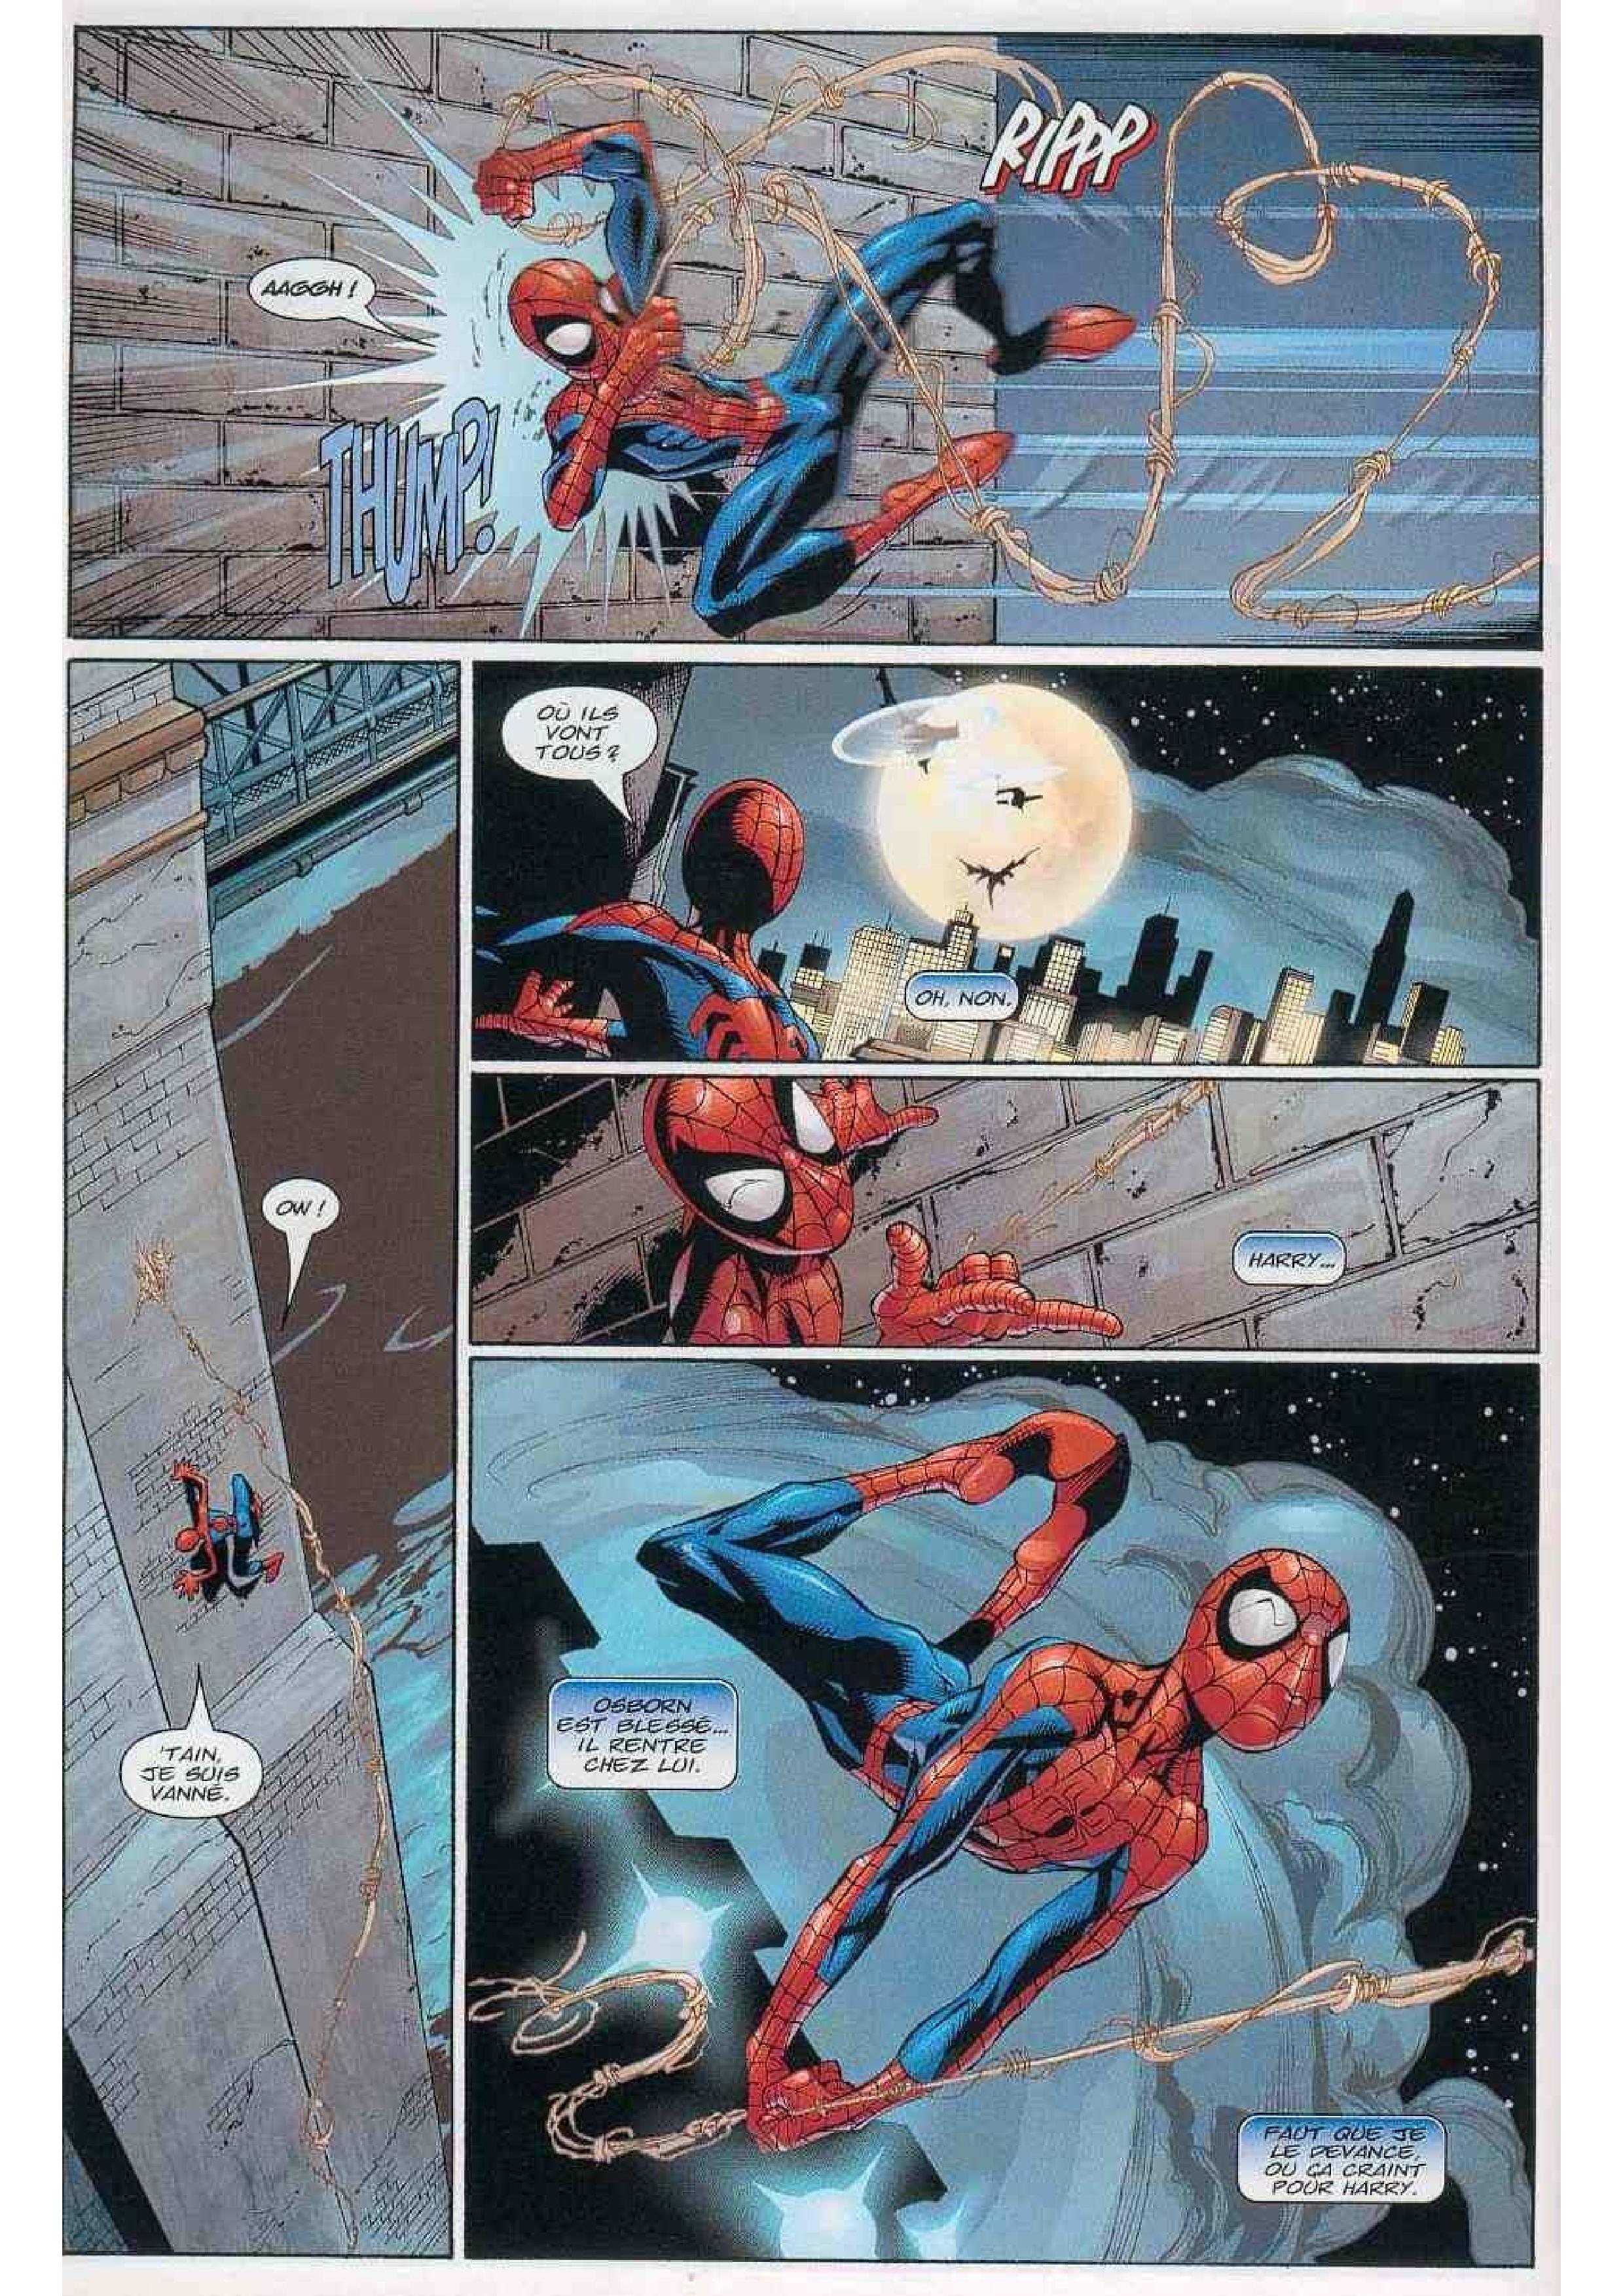 RIPPP
AAGGH !
THUMP!
OW !
'TAIN,
JE SUIS
VANNÉ.
OÙ ILS
VONT
TOUS ?
OH, NON.
HARRY...
OSBORN
EST BLESSÉ...
IL RENTRE
CHEZ LUI.
FAUT QUE JE
LE DEVANCE,
OU ÇA CRAINT
POUR HARRY.